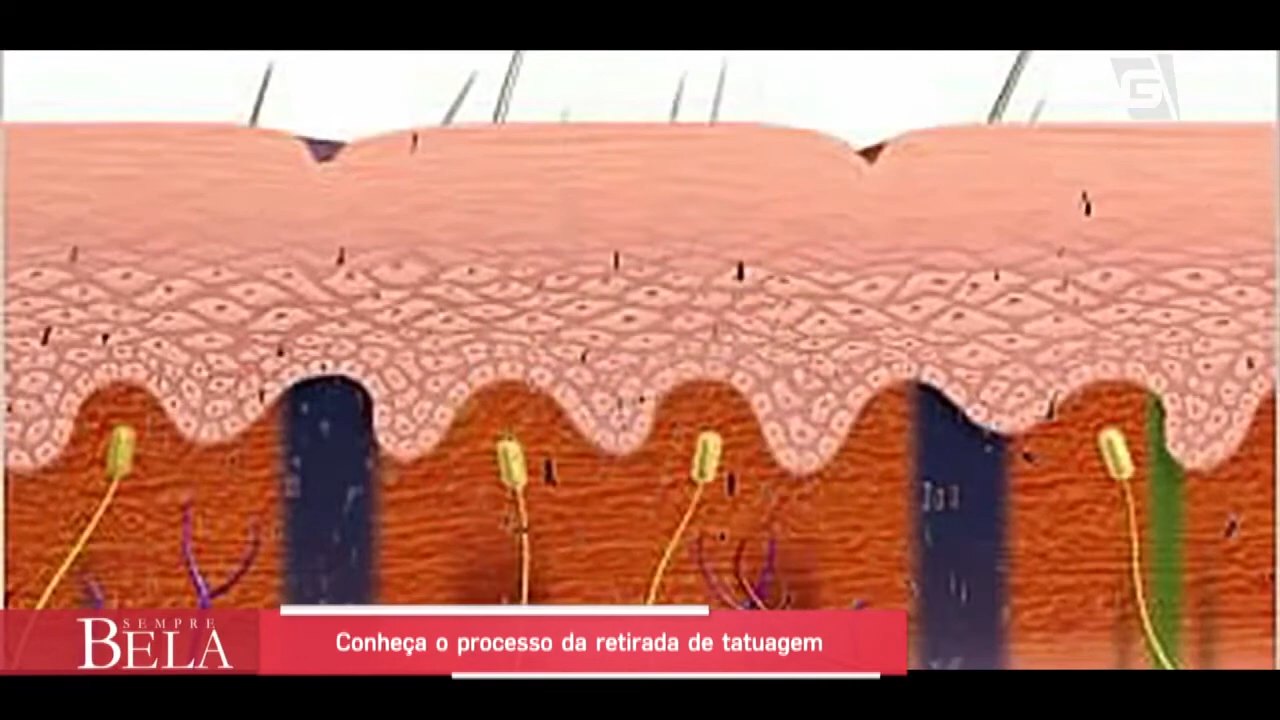 G
SEMPRE
BELA
Conheça o processo da retirada de tatuagem